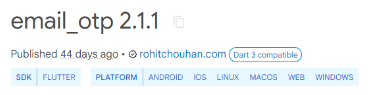 email_otp 2.1.1
Published 44 days ago • rohitchouhan.com Dart 3 compatible
SDK FLUTTER PLATFORM ANDROID IOS LINUX MACOS WEB WINDOWS